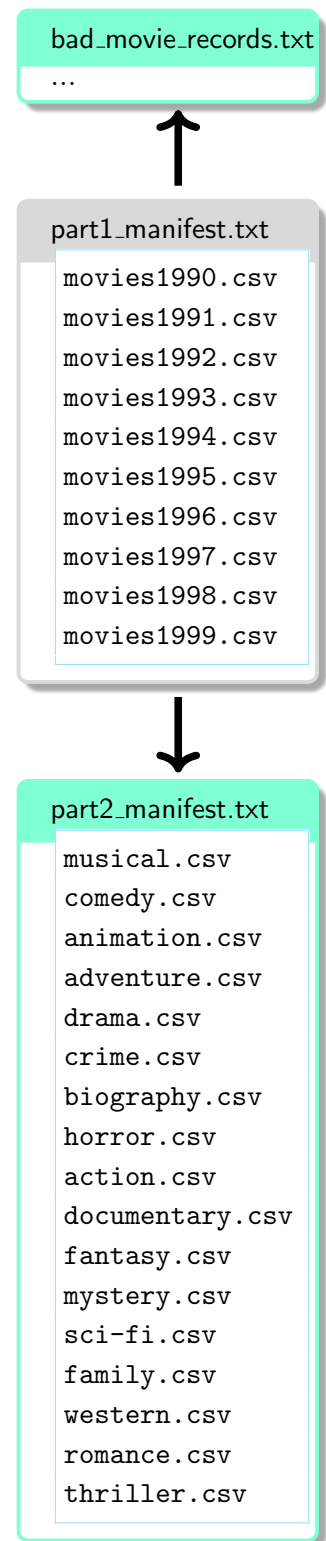 bad_movie_records.txt
...
part1_manifest.txt
movies1990.csv
movies1991.csv
movies1992.csv
movies1993.csv
movies1994.csv
movies1995.csv
movies1996.csv
movies1997.csv
movies1998.csv
movies1999.csv
part2_manifest.txt
musical.csv
comedy.csv
animation.csv
adventure.csv
drama.csv
crime.csv
biography.csv
horror.csv
action.csv
documentary.csv
fantasy.csv
mystery.csv
sci-fi.csv
family.csv
western.csv
romance.csv
thriller.csv